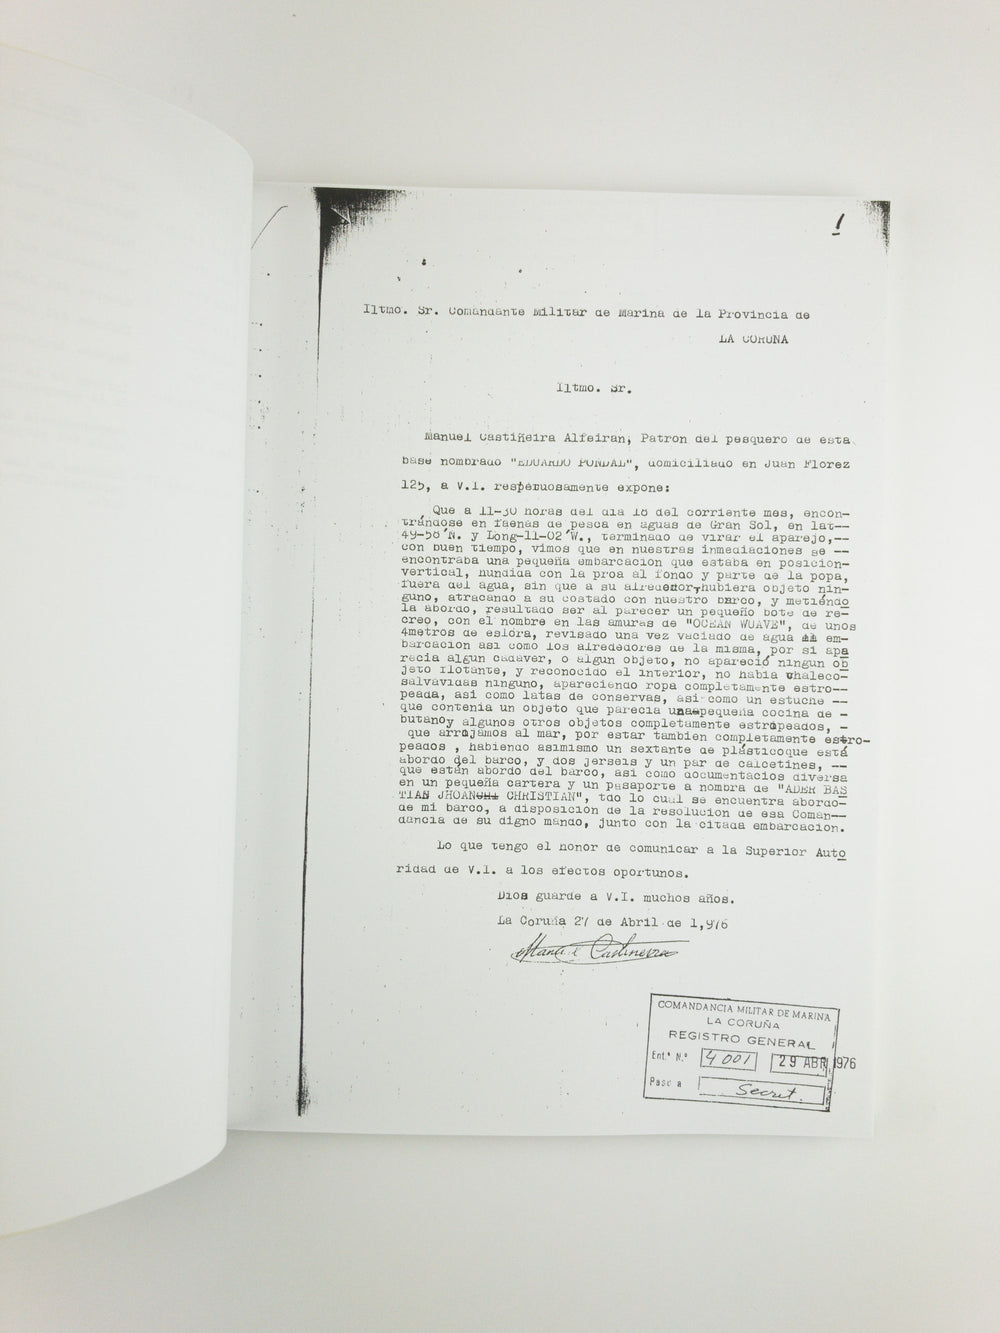 1
Iltmo. Sr. Comandante Militar de Marina de la Provincia de
LA CORUÑA
Iltmo. Sr.
Manuel Castiñeira Alfeiran, Patron del pesquero de esta
base nombrado "EDUARDO PONDAL", domiciliado en Juan Florez
125, a V.I. respetuosamente expone:
Que a 11-30 horas del dia 18 del corriente mes, encon-
trándose en faenas de pesca en aguas de Gran Sol, en lat--
49-58´N. y Long-11-02´W., terminado de virar el aparejo,--
con buen tiempo, vimos que en nuestras inmediaciones se --
encontraba una pequeña embarcacion que estaba en posicion-
vertical, hundida con la proa al fondo y parte de la popa,
fuera del agua, sin que a su alrededor hubiera objeto nin-
guno, atracando a su costado con nuestro barco, y metiéndo
la abordo, resultado ser al parecer un pequeño bote de re-
creo, con el nombre en las amuras de "OCEAN WUAVE", de unos
4metros de eslora, revisado una vez vaciado de agua em-
barcacion asi como los alrededores de la misma, por si apa
recia algun cadaver, o algun objeto, no apareció ningun ob
jeto flotante, y reconocido el interior, no habia chaleco-
salvavidas ninguno, apareciendo ropa completamente estro--
peada, asi como latas de conservas, asi como un estuche --
que contenia un objeto que parecia una pequeña cocina de -
butano y algunos otros objetos completamente estropeados, -
que arrojamos al mar, por estar tambien completamente estro-
peados , habiendo asimismo un sextante de plástico que está
abordo del barco, y dos jerseis y un par de calcetines, --
que están abordo del barco, asi como documentacios diversa
en un pequeña cartera y un pasaporte a nombre de "ADER BAS
TIAN JHOAN CHRISTIAN", tdo lo cual se encuentra abordo-
de mi barco, a disposicion de la resolucion de esa Coman--
dancia de su digno mando, junto con la citada embarcacion.
Lo que tengo el honor de comunicar a la Superior Auto
ridad de V.I. a los efectos oportunos.
Dios guarde a V.I. muchos años.
La Coruña 27 de Abril de 1,976
Manuel Castineira
COMANDANCIA MILITAR DE MARINA
LA CORUÑA
REGISTRO GENERAL
Ent.ª N.º 4001 29 ABR 1976
Pase a Secret.